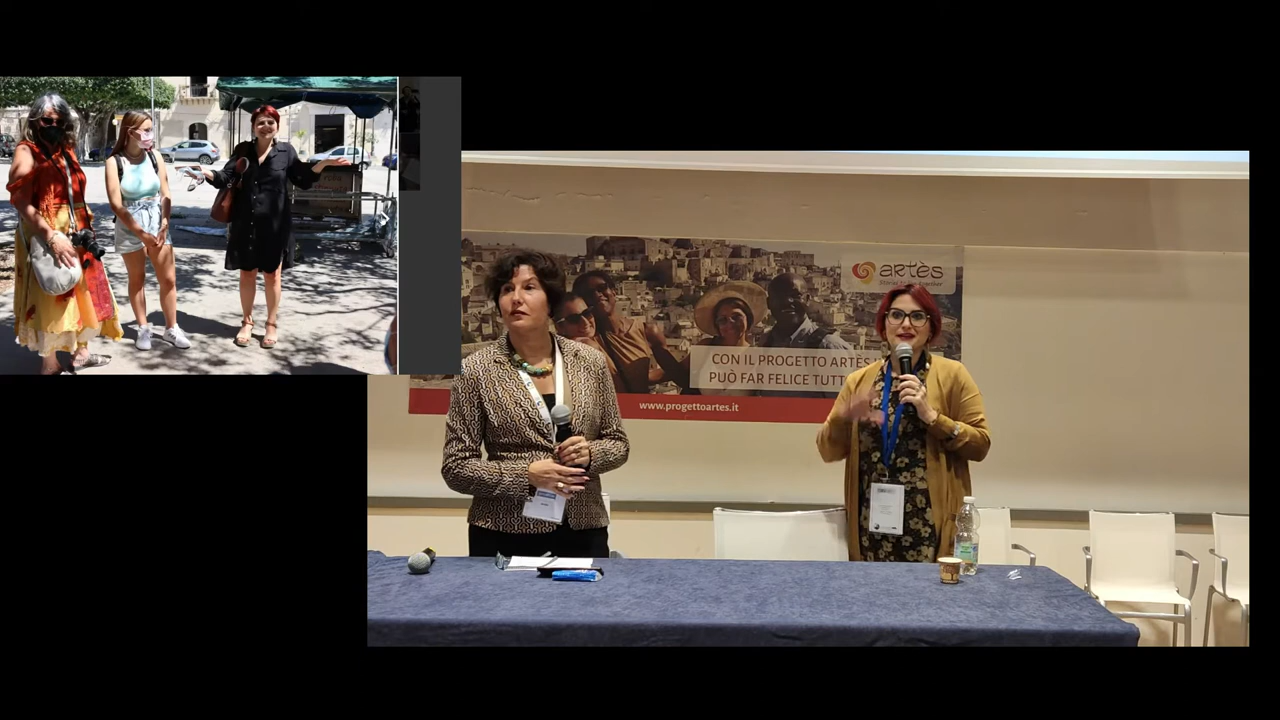 artès
CON IL PROGETTO ARTÈS
PUÒ FAR FELICE TUTT
www.progettoartes.it